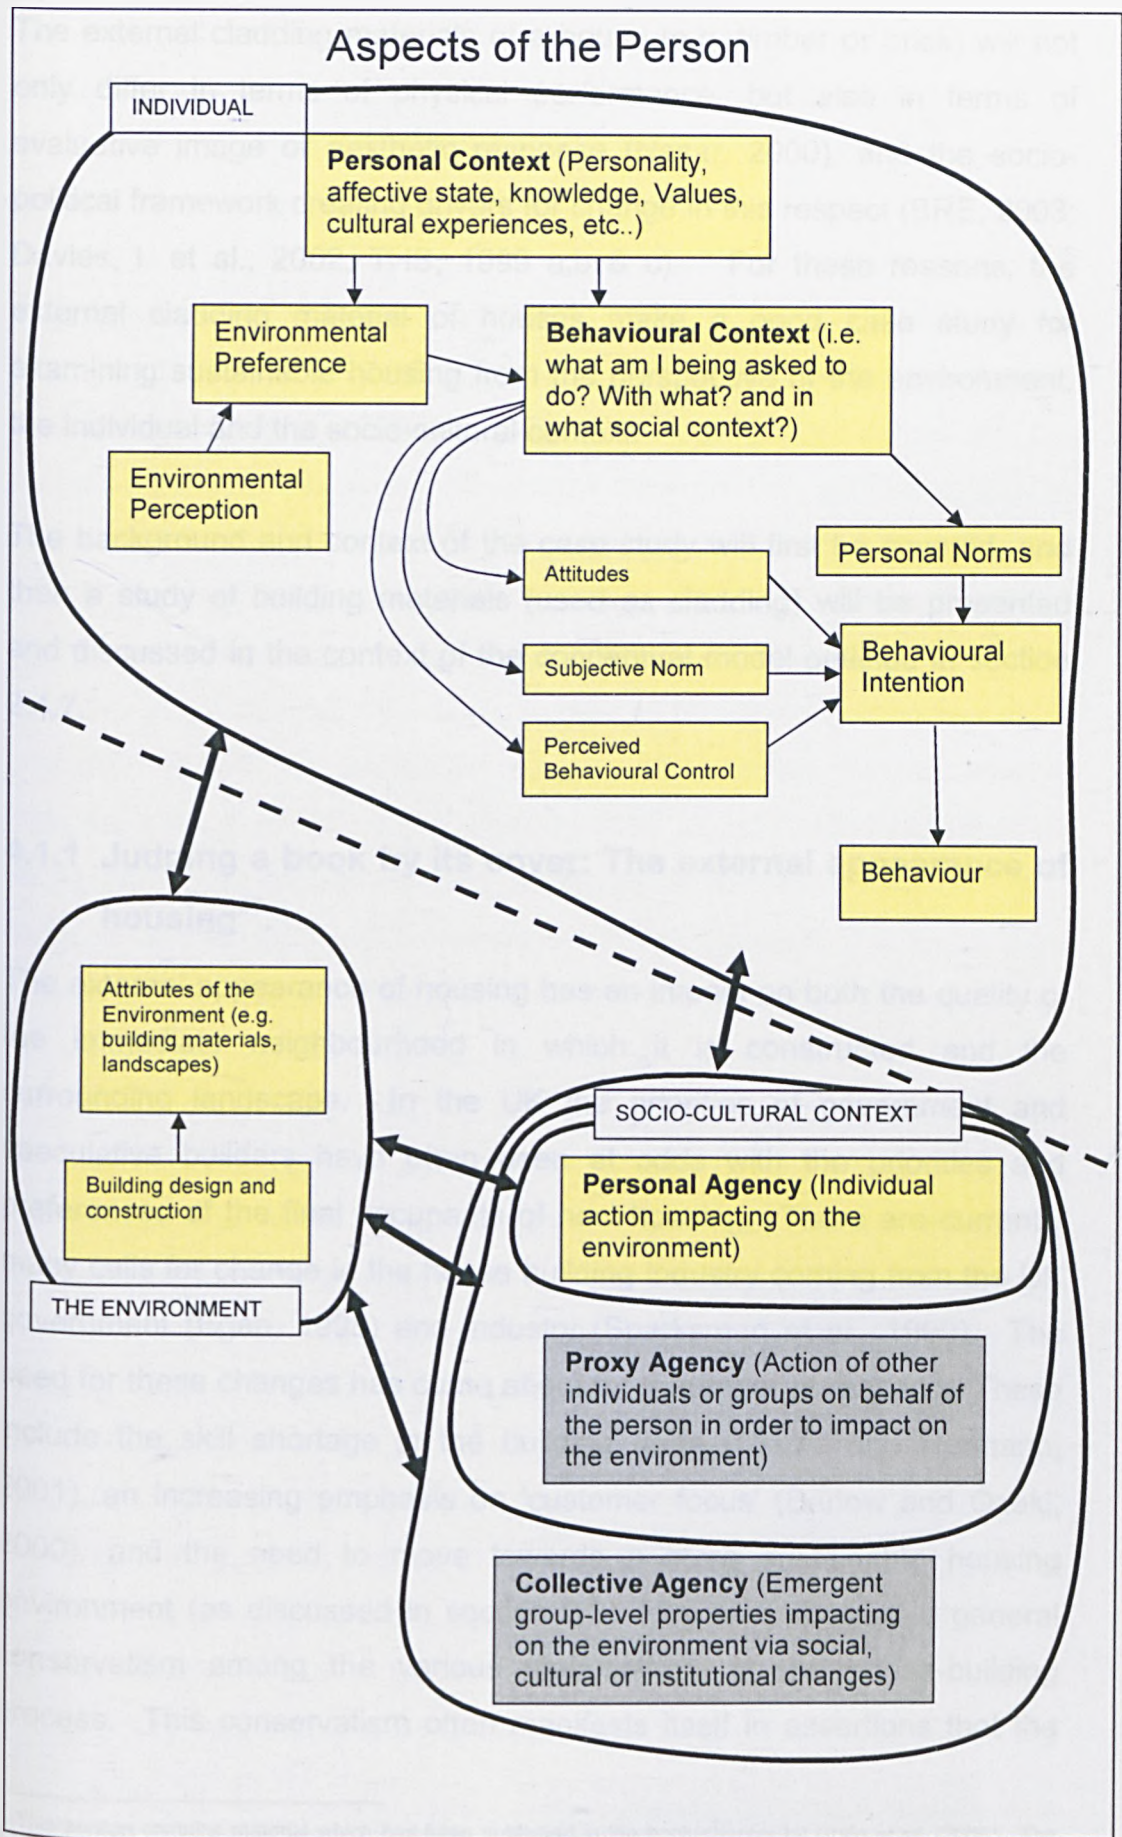 Aspects of the Person
INDIVIDUAL
Personal Context (Personality,
affective state, knowledge, Values,
cultural experiences, etc..)
Environmental
Preference
Behavioural Context (i.e.
what am I being asked to
do? With what? and in
what social context?)
Environmental
Perception
Personal Norms
Attitudes
Behavioural
Intention
Subjective Norm
Perceived
Behavioural Control
Behaviour
Attributes of the
Environment (e.g.
building materials,
landscapes)
Building design and
construction
THE ENVIRONMENT
SOCIO-CULTURAL CONTEXT
Personal Agency (Individual
action impacting on the
environment)
Proxy Agency (Action of other
individuals or groups on behalf of
the person in order to impact on
the environment)
Collective Agency (Emergent
group-level properties impacting
on the environment via social,
cultural or institutional changes)